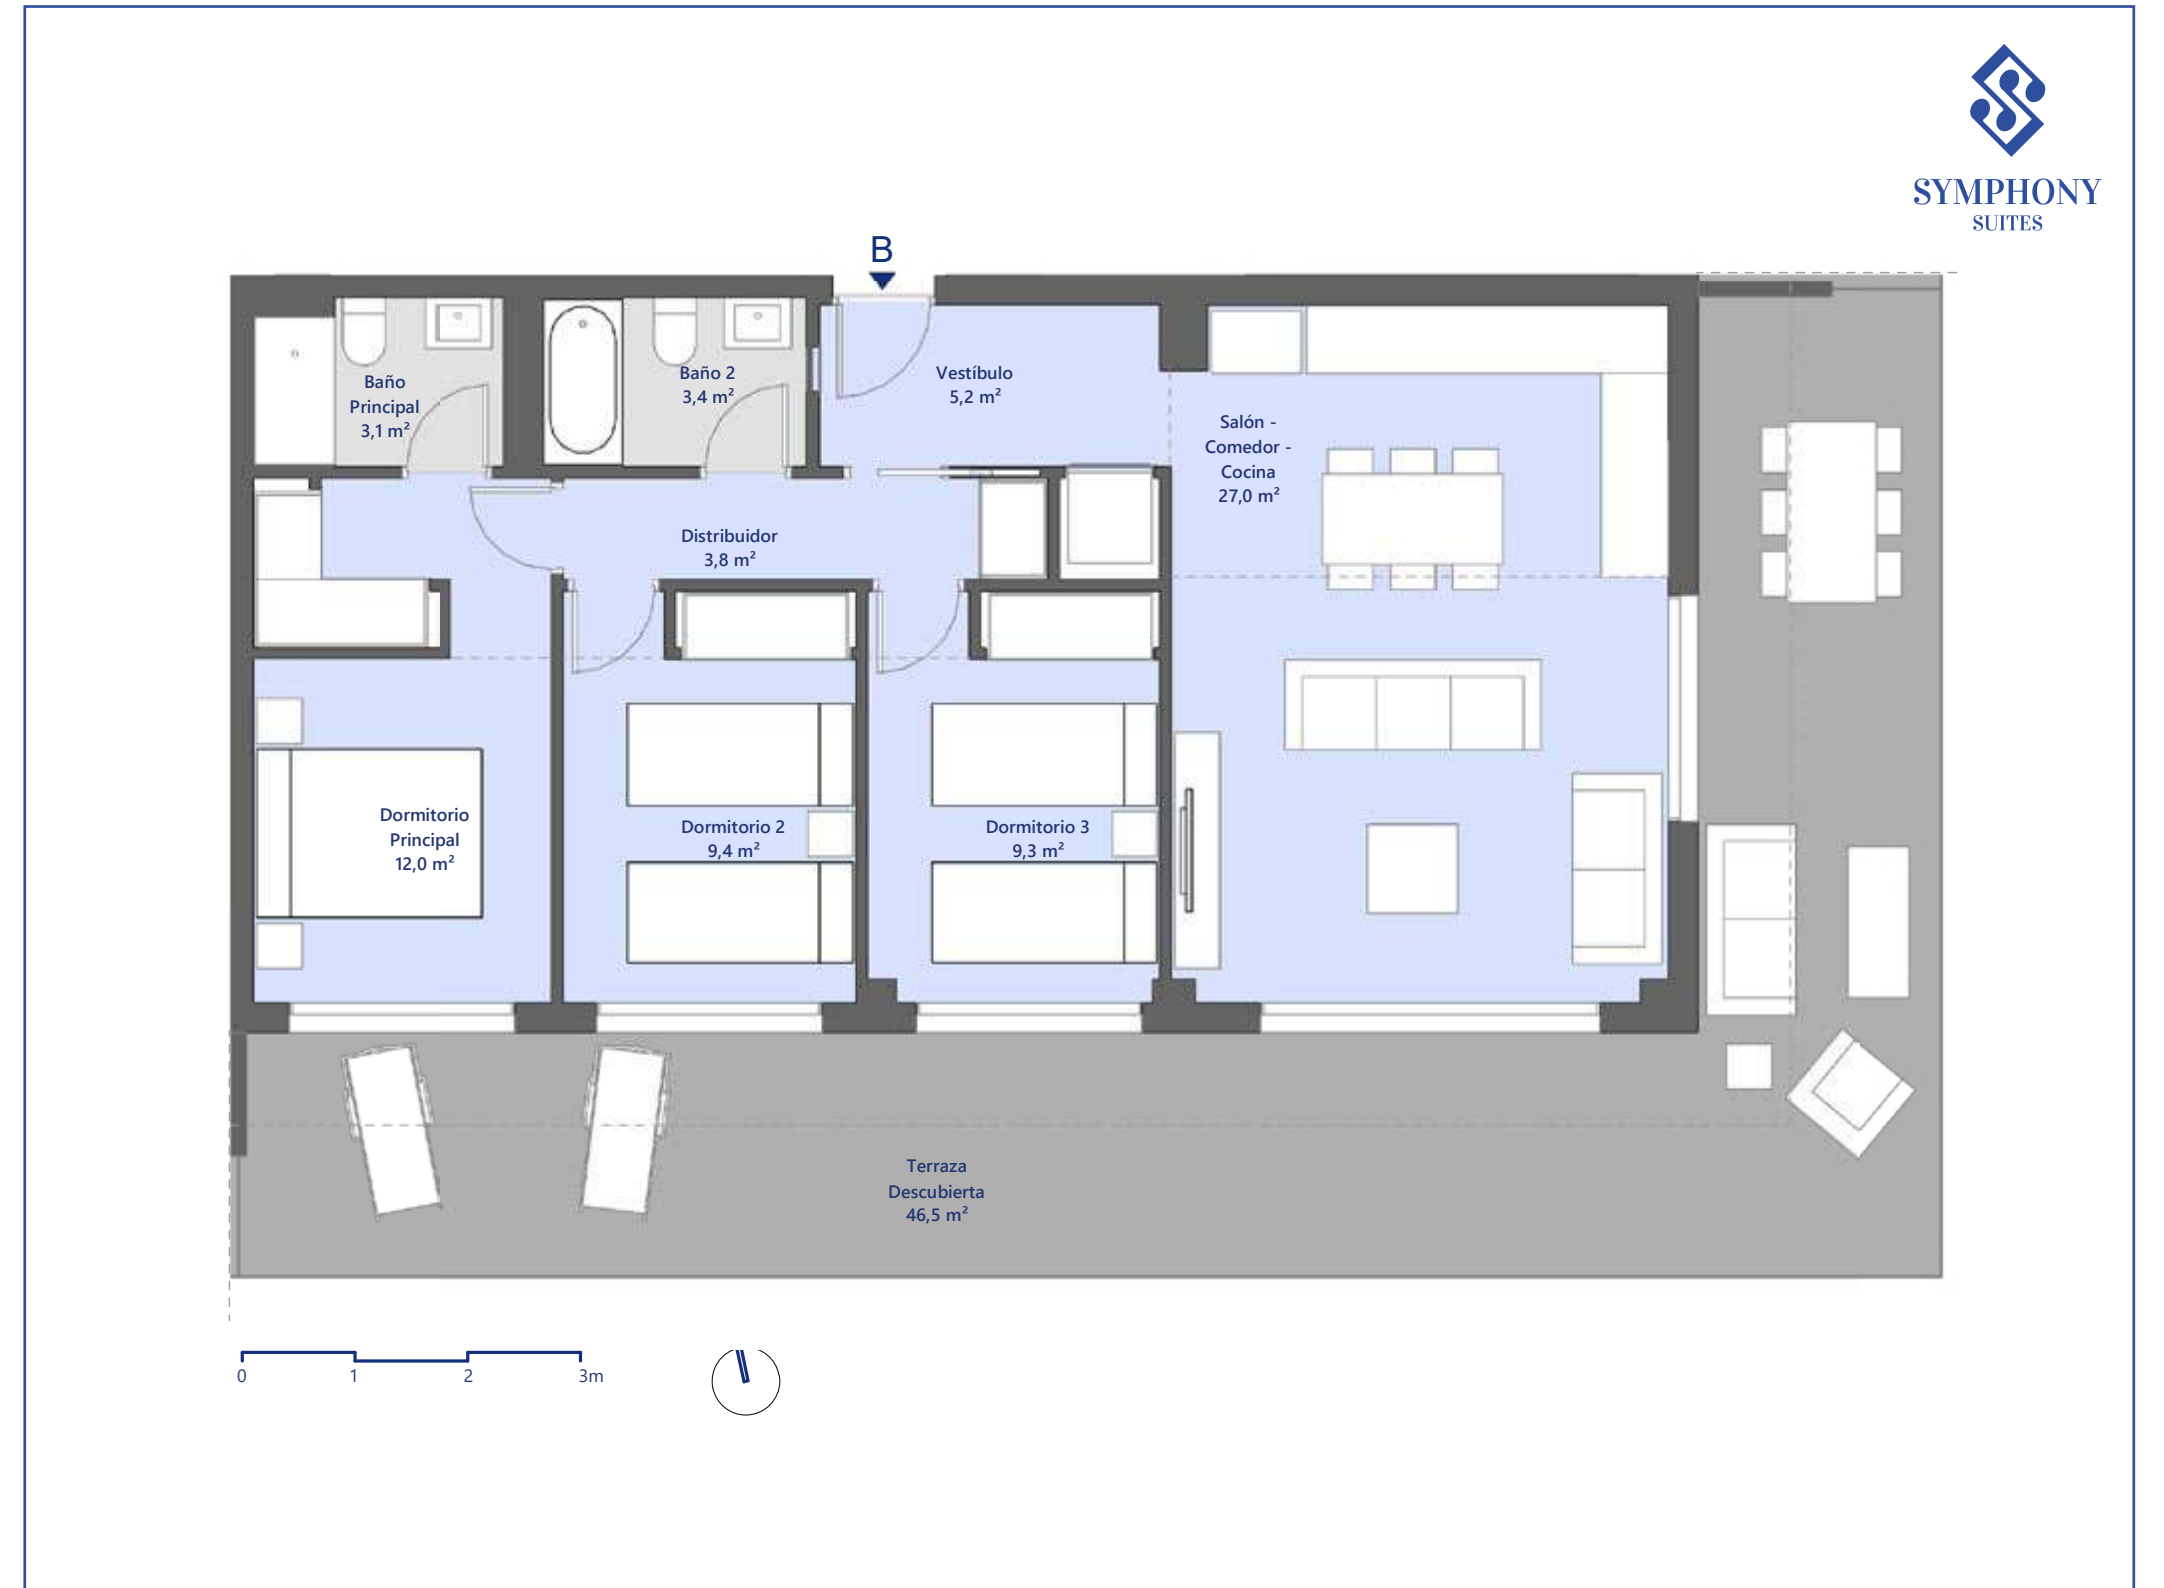 SYMPHONY
SUITES
B
Baño
Principal
3,1 m²
Baño 2
3,4 m²
Vestíbulo
5,2 m²
Salón -
Comedor -
Cocina
27,0 m²
Distribuidor
3,8 m²
Dormitorio
Principal
12,0 m²
Dormitorio 2
9,4 m²
Dormitorio 3
9,3 m²
Terraza
Descubierta
46,5 m²
0 1 2 3m